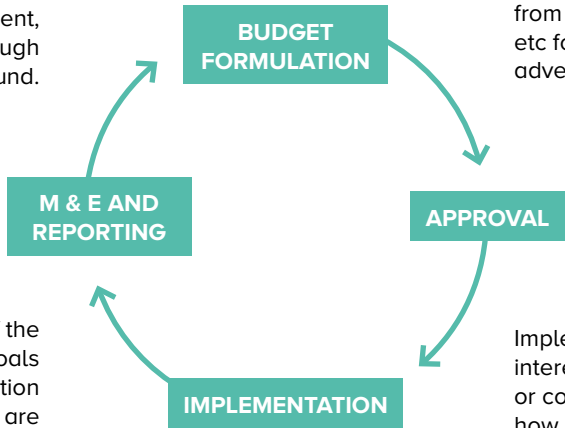 ent,
ugh
und.
BUDGET
FORMULATION
from
etc fo
adve
M & E AND
REPORTING
APPROVAL
the
oals
tion
are
IMPLEMENTATION
Imple
intere
or co
how